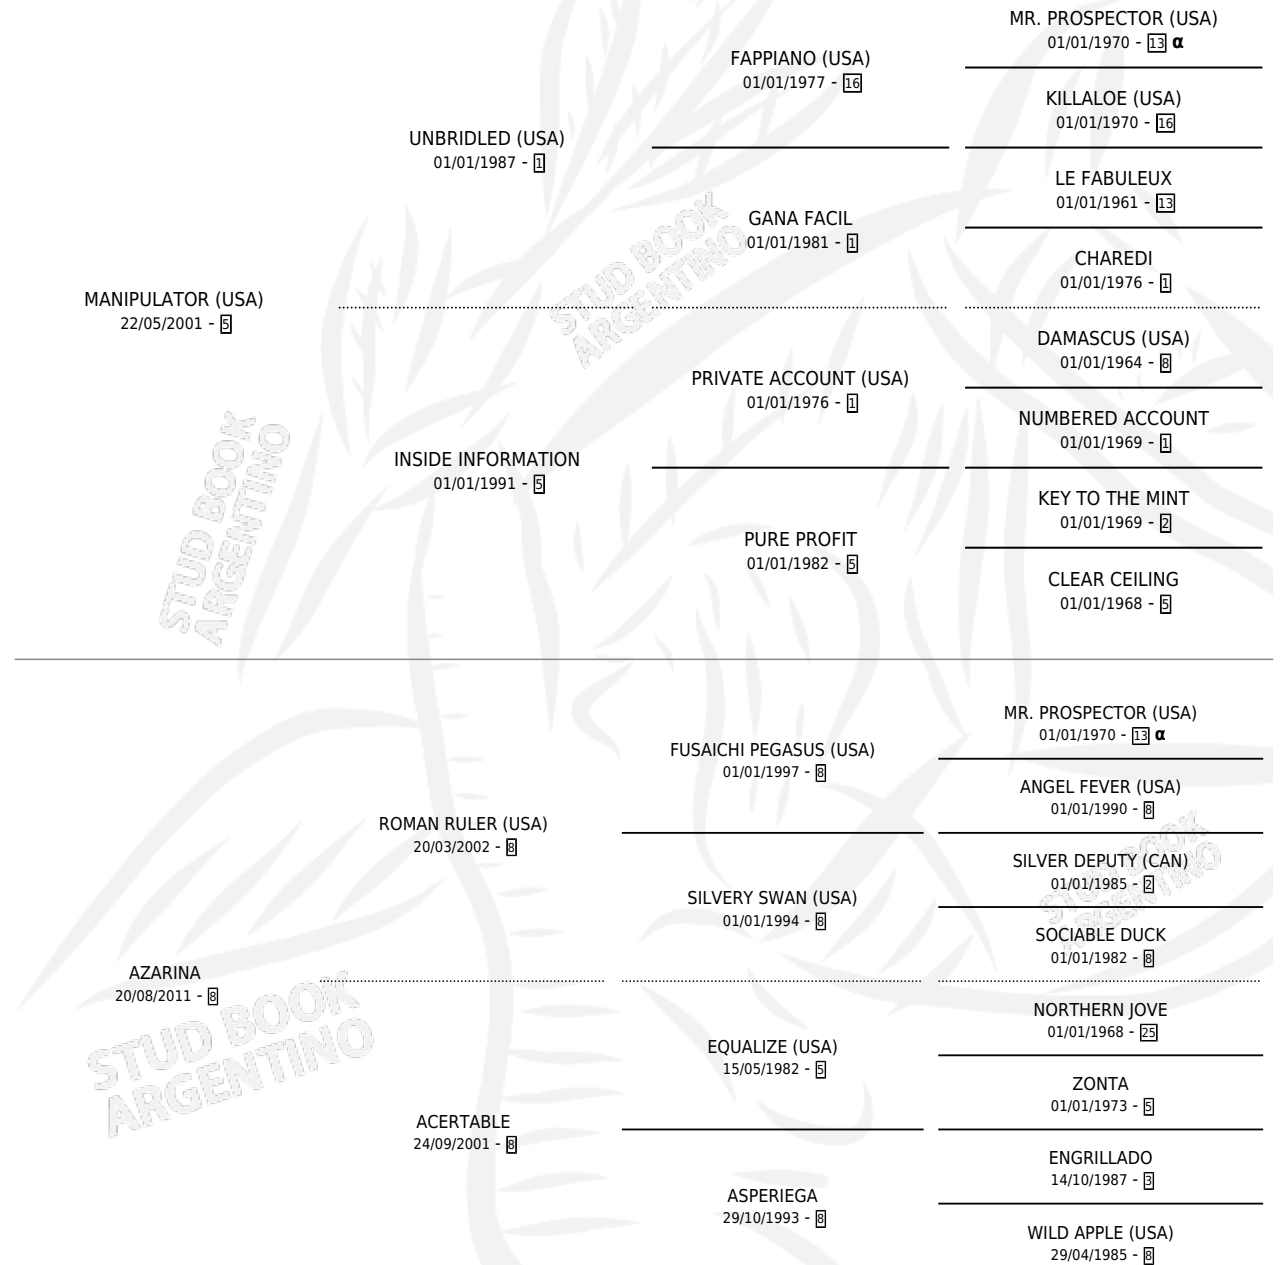 MR. PROSPECTOR (USA)
01/01/1970 - 13 α
FAPPIANO (USA)
01/01/1977 - 16
KILLALOE (USA)
01/01/1970 - 16
UNBRIDLED (USA)
01/01/1987 - 1
LE FABULEUX
01/01/1961 - 13
GANA FACIL
01/01/1981 - 1
CHAREDI
01/01/1976 - 1
MANIPULATOR (USA)
22/05/2001 - 5
DAMASCUS (USA)
01/01/1964 - 8
PRIVATE ACCOUNT (USA)
01/01/1976 - 1
NUMBERED ACCOUNT
01/01/1969 - 1
INSIDE INFORMATION
01/01/1991 - 5
KEY TO THE MINT
01/01/1969 - 2
PURE PROFIT
01/01/1982 - 5
CLEAR CEILING
01/01/1968 - 5
STUD BOOK
ARGENTINO
STUD BOOK
ARGENTINO
MR. PROSPECTOR (USA)
01/01/1970 - 13 α
FUSAICHI PEGASUS (USA)
01/01/1997 - 8
ANGEL FEVER (USA)
01/01/1990 - 8
ROMAN RULER (USA)
20/03/2002 - 8
SILVER DEPUTY (CAN)
01/01/1985 - 2
SILVERY SWAN (USA)
01/01/1994 - 8
SOCIABLE DUCK
01/01/1982 - 8
AZARINA
20/08/2011 - 8
NORTHERN JOVE
01/01/1968 - 25
EQUALIZE (USA)
15/05/1982 - 5
ZONTA
01/01/1973 - 5
ACERTABLE
24/09/2001 - 8
ENGRILLADO
14/10/1987 - 3
ASPERIEGA
29/10/1993 - 8
WILD APPLE (USA)
29/04/1985 - 8
STUD BOOK
ARGENTINO
STUD BOOK
ARGENTINO